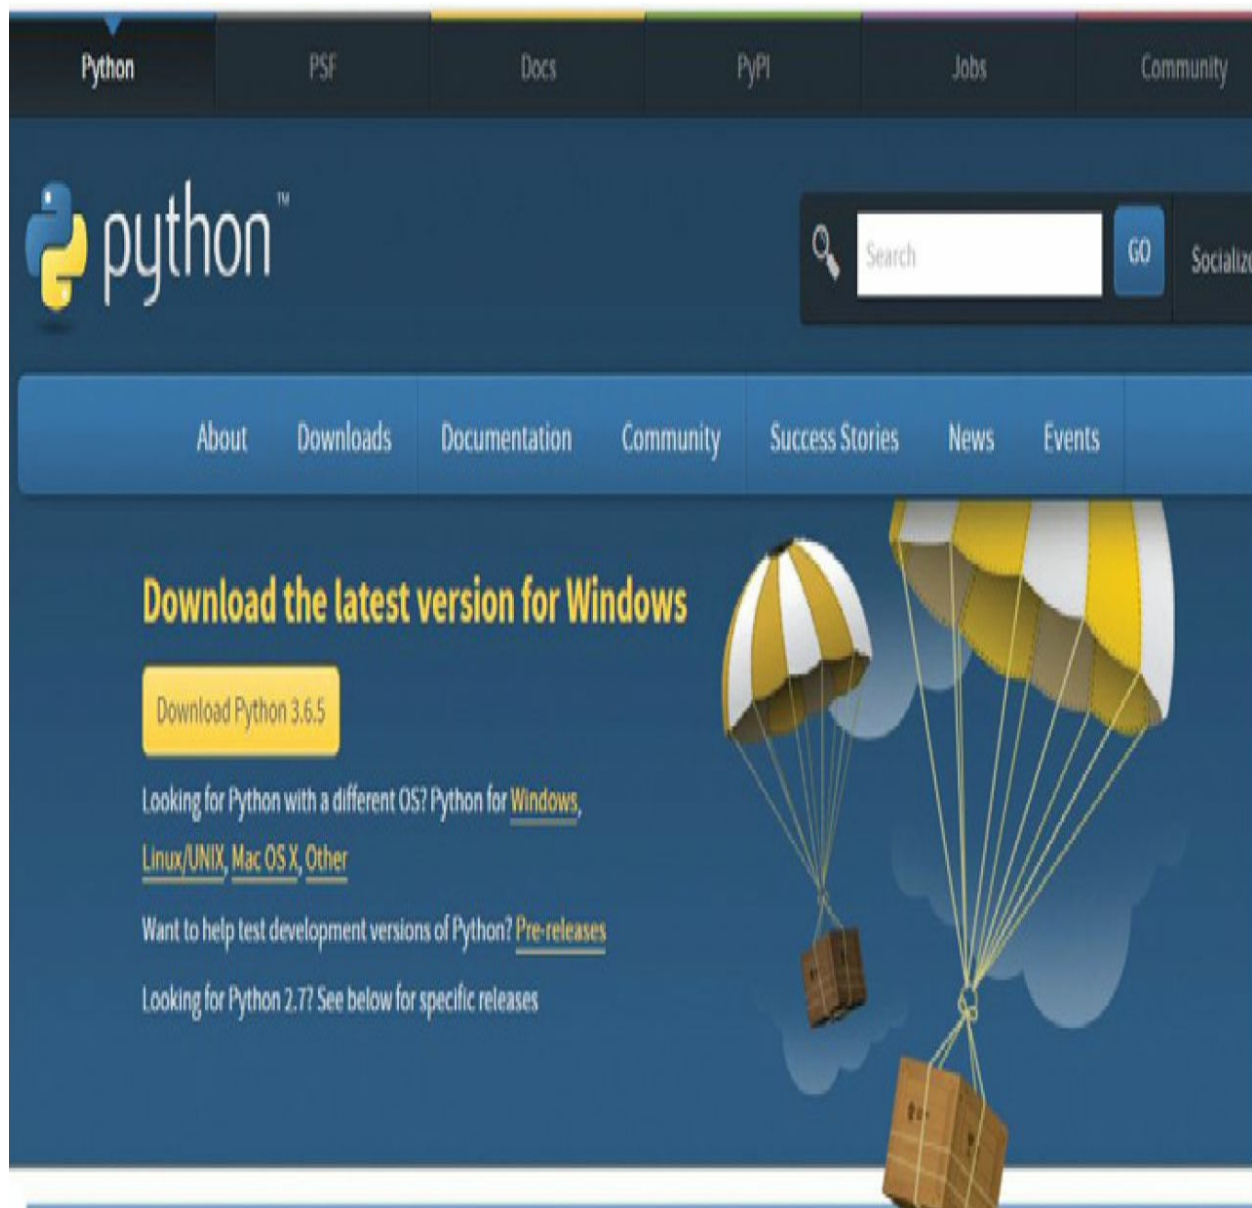 Python PSF Docs PyPI Jobs Community
python™
Search GO Socialize
About Downloads Documentation Community Success Stories News Events
Download the latest version for Windows
Download Python 3.6.5
Looking for Python with a different OS? Python for Windows,
Linux/UNIX, Mac OS X, Other
Want to help test development versions of Python? Pre-releases
Looking for Python 2.7? See below for specific releases